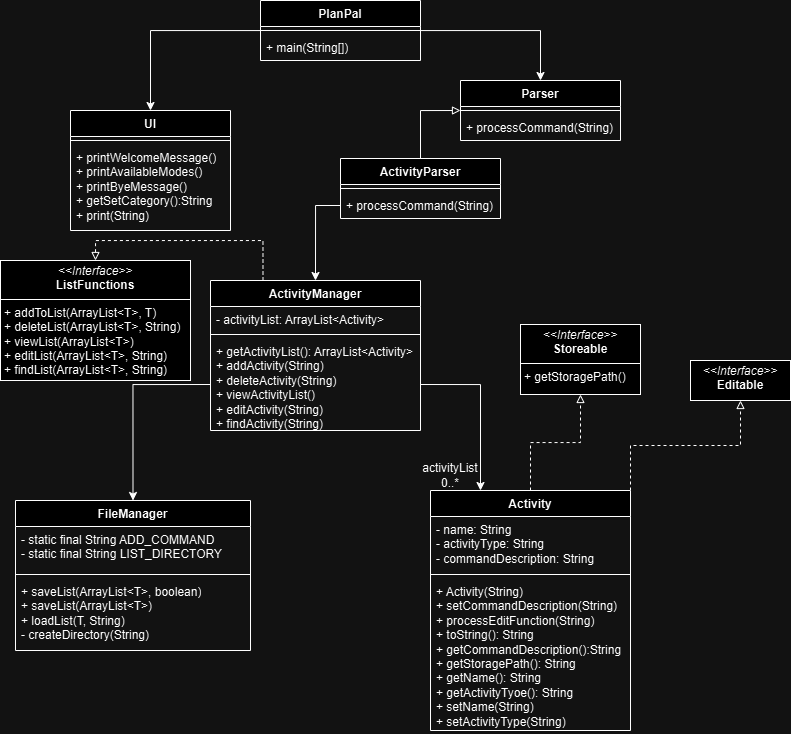 PlanPal
+ main(String[])
Parser
+ processCommand(String)
UI
+ printWelcomeMessage()
+ printAvailableModes()
+ printByeMessage()
+ getSetCategory():String
+ print(String)
ActivityParser
+ processCommand(String)
<<Interface>>
ListFunctions
+ addToList(ArrayList<T>, T)
+ deleteList(ArrayList<T>, String)
+ viewList(ArrayList<T>)
+ editList(ArrayList<T>, String)
+ findList(ArrayList<T>, String)
ActivityManager
- activityList: ArrayList<Activity>
+ getActivityList(): ArrayList<Activity>
+ addActivity(String)
+ deleteActivity(String)
+ viewActivityList()
+ editActivity(String)
+ findActivity(String)
<<Interface>>
Storeable
+ getStoragePath()
<<Interface>>
Editable
activityList
0..*
FileManager
- static final String ADD_COMMAND
- static final String LIST_DIRECTORY
+ saveList(ArrayList<T>, boolean)
+ saveList(ArrayList<T>)
+ loadList(T, String)
- createDirectory(String)
Activity
- name: String
- activityType: String
- commandDescription: String
+ Activity(String)
+ setCommandDescription(String)
+ processEditFunction(String)
+ toString(): String
+ getCommandDescription():String
+ getStoragePath(): String
+ getName(): String
+ getActivityTyoe(): String
+ setName(String)
+ setActivityType(String)